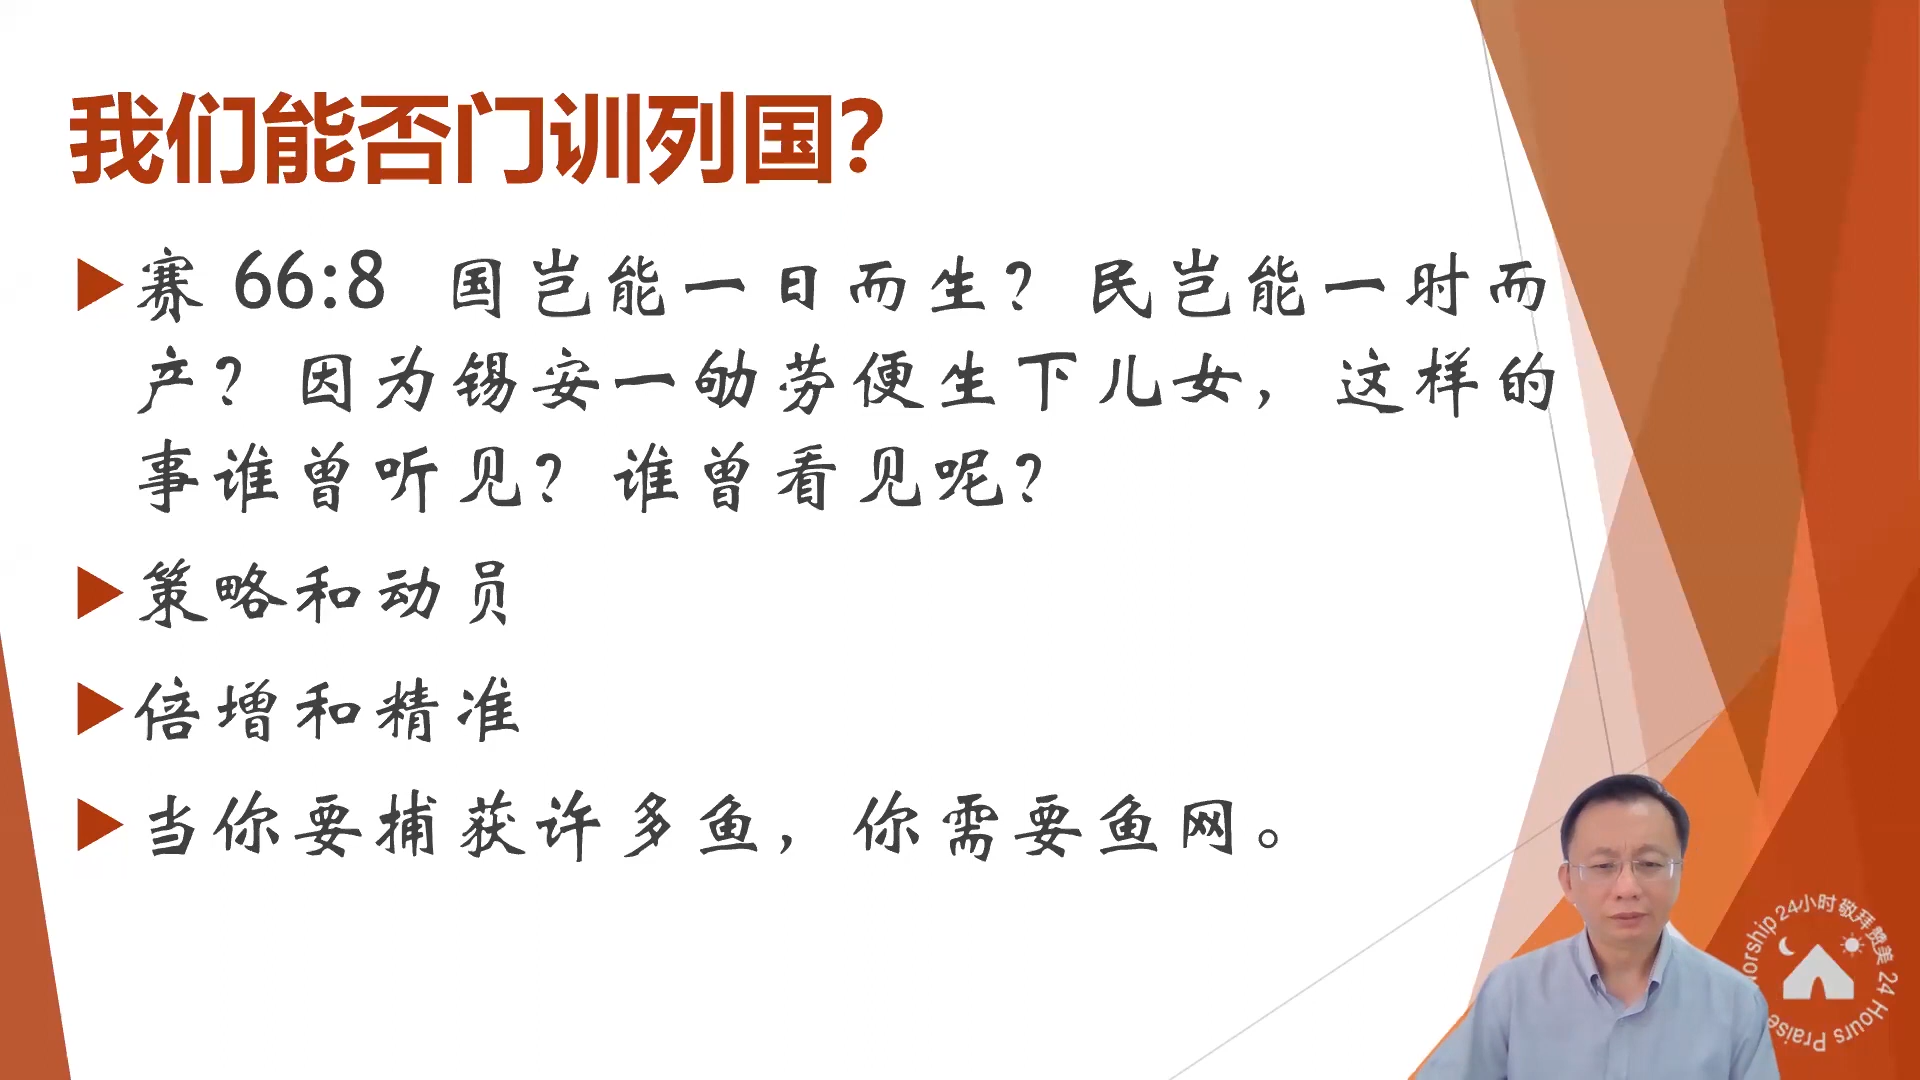 我们能否门训列国？
赛 66:8 国岂能一日而生？民岂能一时而
产？因为锡安一劬劳便生下儿女，这样的
事谁曾听见？谁曾看见呢？
策略和动员
倍增和精准
当你要捕获许多鱼，你需要鱼网。
24小时敬拜赞美 24 Hours Praise